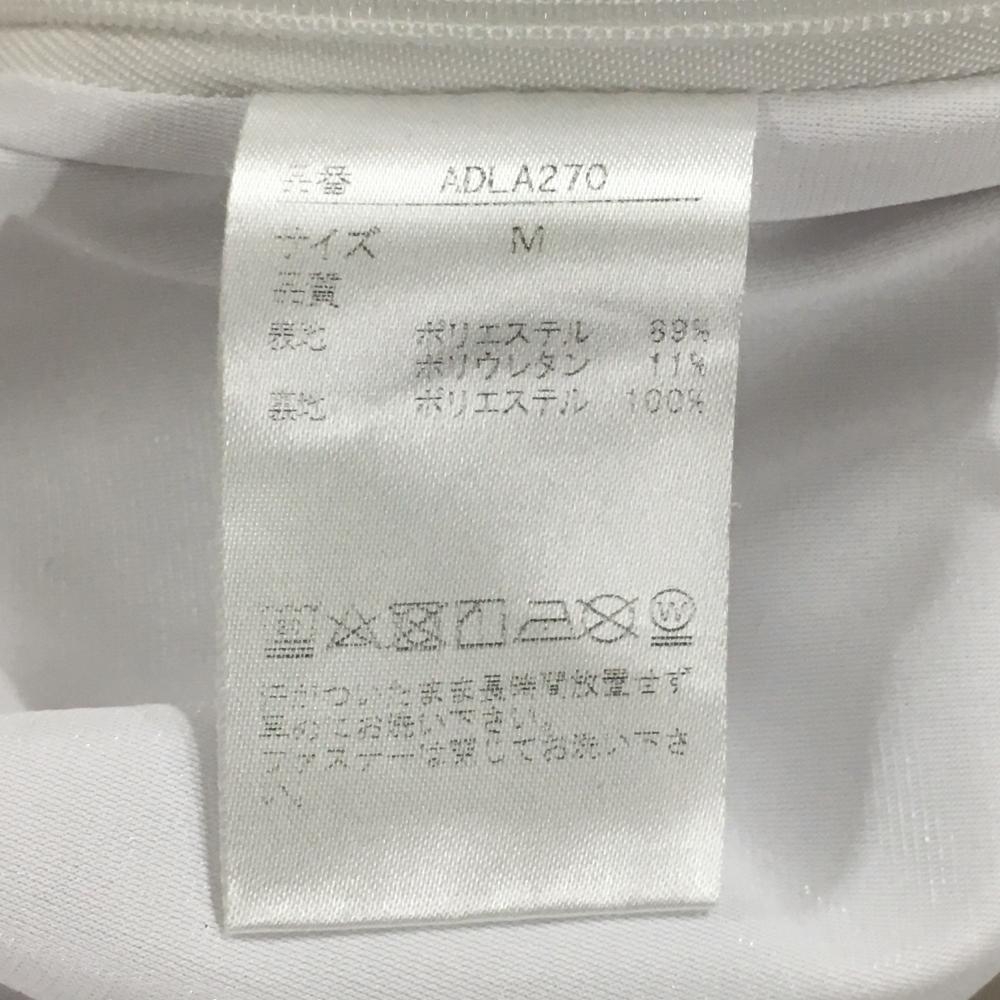 品番 ADLA270
サイズ M
品質
表地 ポリエステル 89%
ポリウレタン 11%
裏地 ポリエステル 100%
W
汗がついたまま長時間放置せず
早めにお洗い下さい。
ファスナーは閉じてお洗い下さ
い。